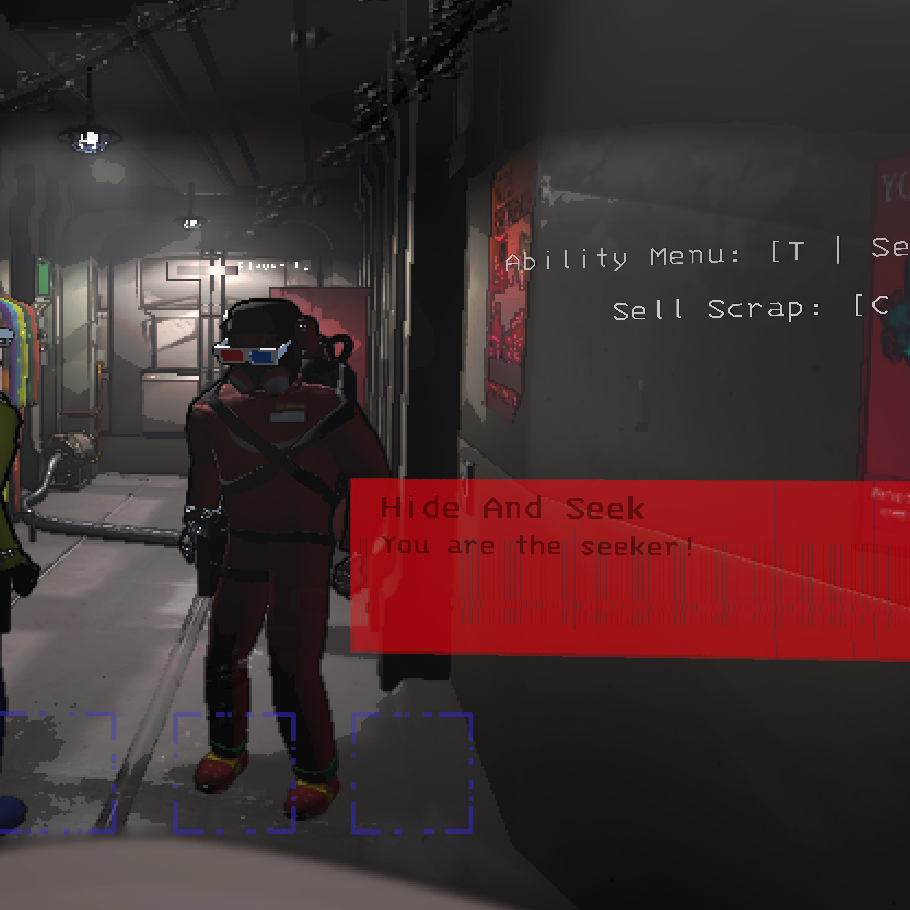 Ability Menu: [T | Se
Sell Scrap: [C
Hide And Seek
You are the seeker!